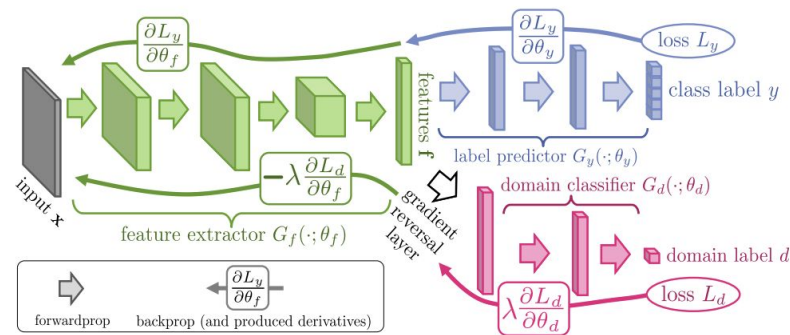 ∂L_y/∂θ_f
∂L_y/∂θ_y
loss L_y
features f
class label y
label predictor G_y(·;θ_y)
input x
−λ ∂L_d/∂θ_f
feature extractor G_f(·;θ_f)
gradient
reversal
layer
domain classifier G_d(·;θ_d)
domain label d
λ ∂L_d/∂θ_d
loss L_d
∂L_y/∂θ_f
forwardprop
backprop (and produced derivatives)